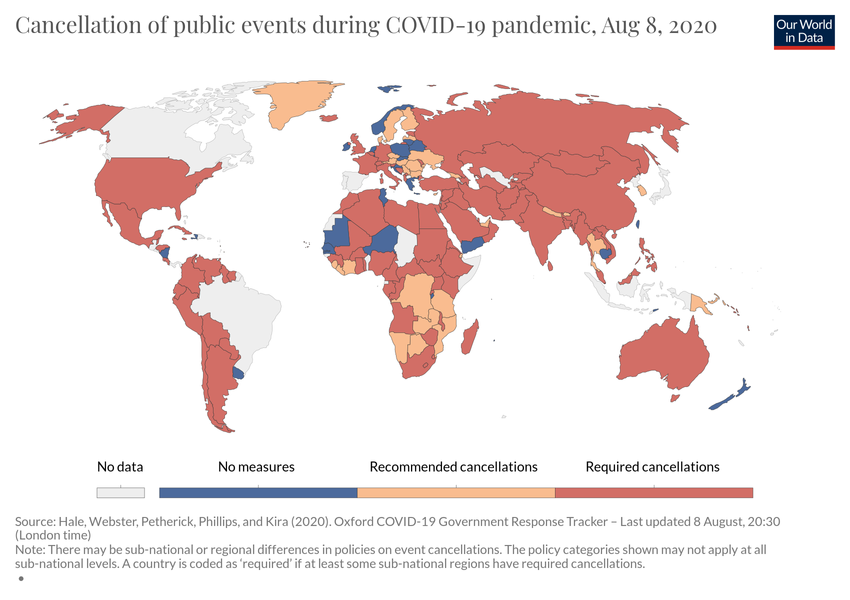 Cancellation of public events during COVID-19 pandemic, Aug 8, 2020
Our World
in Data
No data
No measures
Recommended cancellations
Required cancellations
Source: Hale, Webster, Petherick, Phillips, and Kira (2020). Oxford COVID-19 Government Response Tracker – Last updated 8 August, 20:30
(London time)
Note: There may be sub-national or regional differences in policies on event cancellations. The policy categories shown may not apply at all
sub-national levels. A country is coded as ‘required’ if at least some sub-national regions have required cancellations.